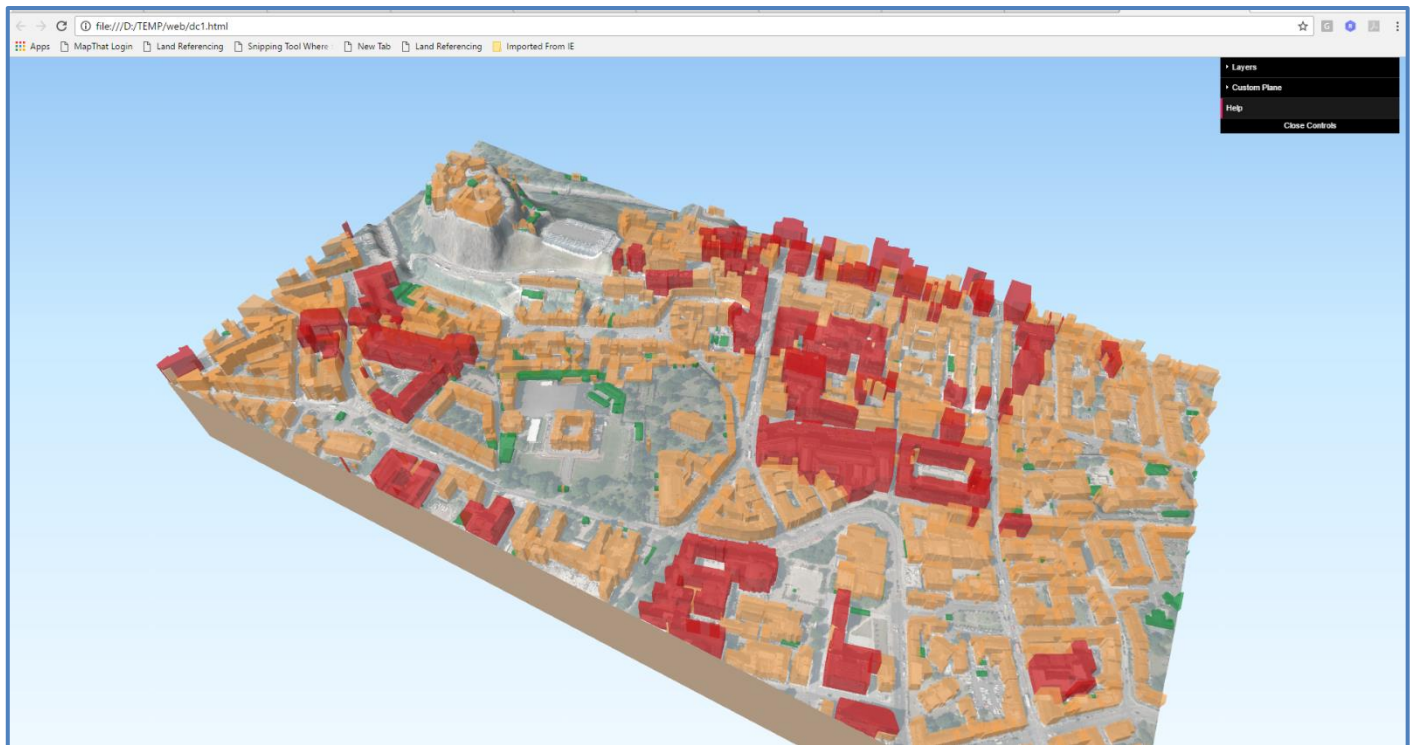 file:///D:/TEMP/web/dc1.html
Apps MapThat Login Land Referencing Snipping Tool Where New Tab Land Referencing Imported From IE
Layers
Custom Plane
Help
Close Controls